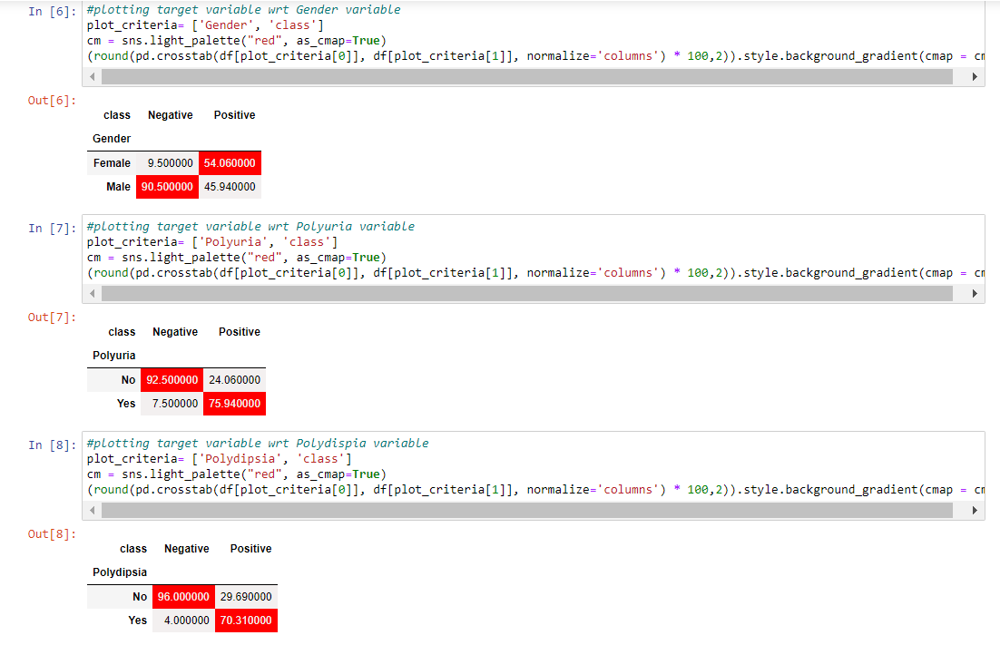 In [6]: #plotting target variable wrt Gender variable
plot_criteria= ['Gender', 'class']
cm = sns.light_palette("red", as_cmap=True)
(round(pd.crosstab(df[plot_criteria[0]], df[plot_criteria[1]], normalize='columns') * 100,2)).style.background_gradient(cmap = cm
Out[6]:
class Negative Positive
Gender
Female 9.500000 54.060000
Male 90.500000 45.940000
In [7]: #plotting target variable wrt Polyuria variable
plot_criteria= ['Polyuria', 'class']
cm = sns.light_palette("red", as_cmap=True)
(round(pd.crosstab(df[plot_criteria[0]], df[plot_criteria[1]], normalize='columns') * 100,2)).style.background_gradient(cmap = cm
Out[7]:
class Negative Positive
Polyuria
No 92.500000 24.060000
Yes 7.500000 75.940000
In [8]: #plotting target variable wrt Polydispia variable
plot_criteria= ['Polydipsia', 'class']
cm = sns.light_palette("red", as_cmap=True)
(round(pd.crosstab(df[plot_criteria[0]], df[plot_criteria[1]], normalize='columns') * 100,2)).style.background_gradient(cmap = cm
Out[8]:
class Negative Positive
Polydipsia
No 96.000000 29.690000
Yes 4.000000 70.310000